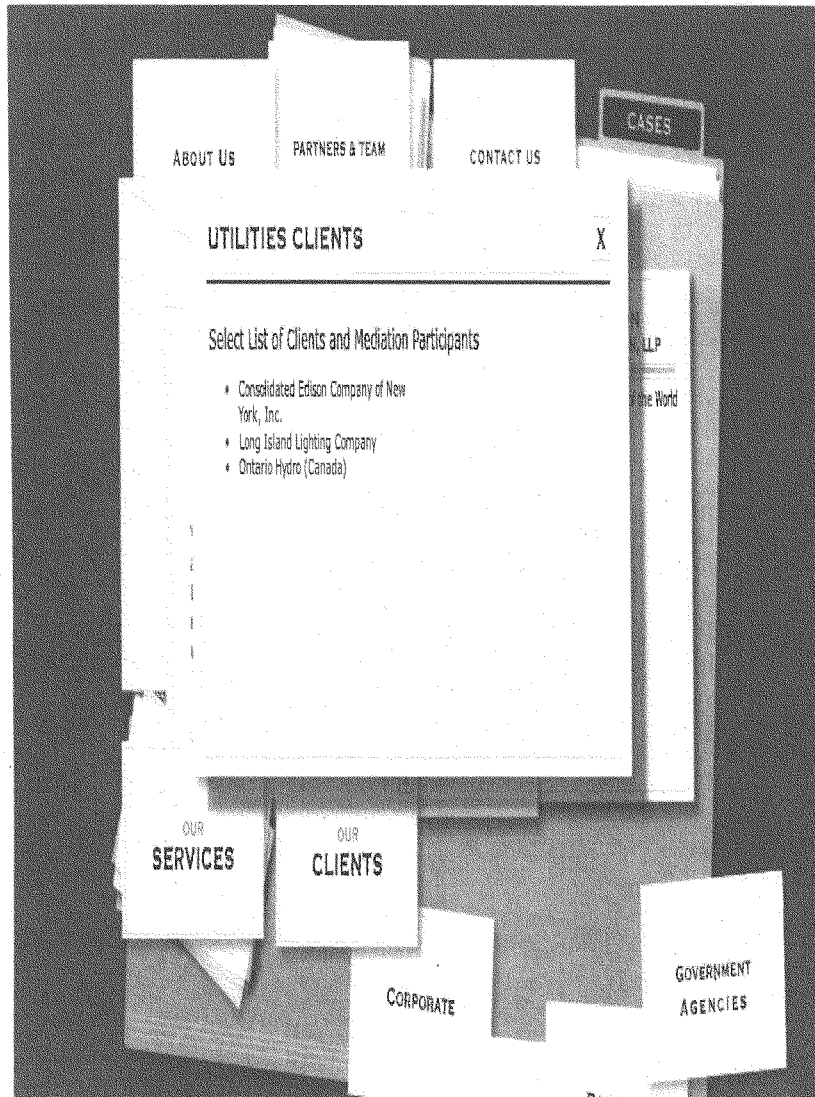 CASES
ABOUT US
PARTNERS & TEAM
CONTACT US
UTILITIES CLIENTS
X
Select List of Clients and Mediation Participants
• Consolidated Edison Company of New
York, Inc.
• Long Island Lighting Company
• Ontario Hydro (Canada)
LLP
of the World
OUR
SERVICES
OUR
CLIENTS
CORPORATE
GOVERNMENT
AGENCIES